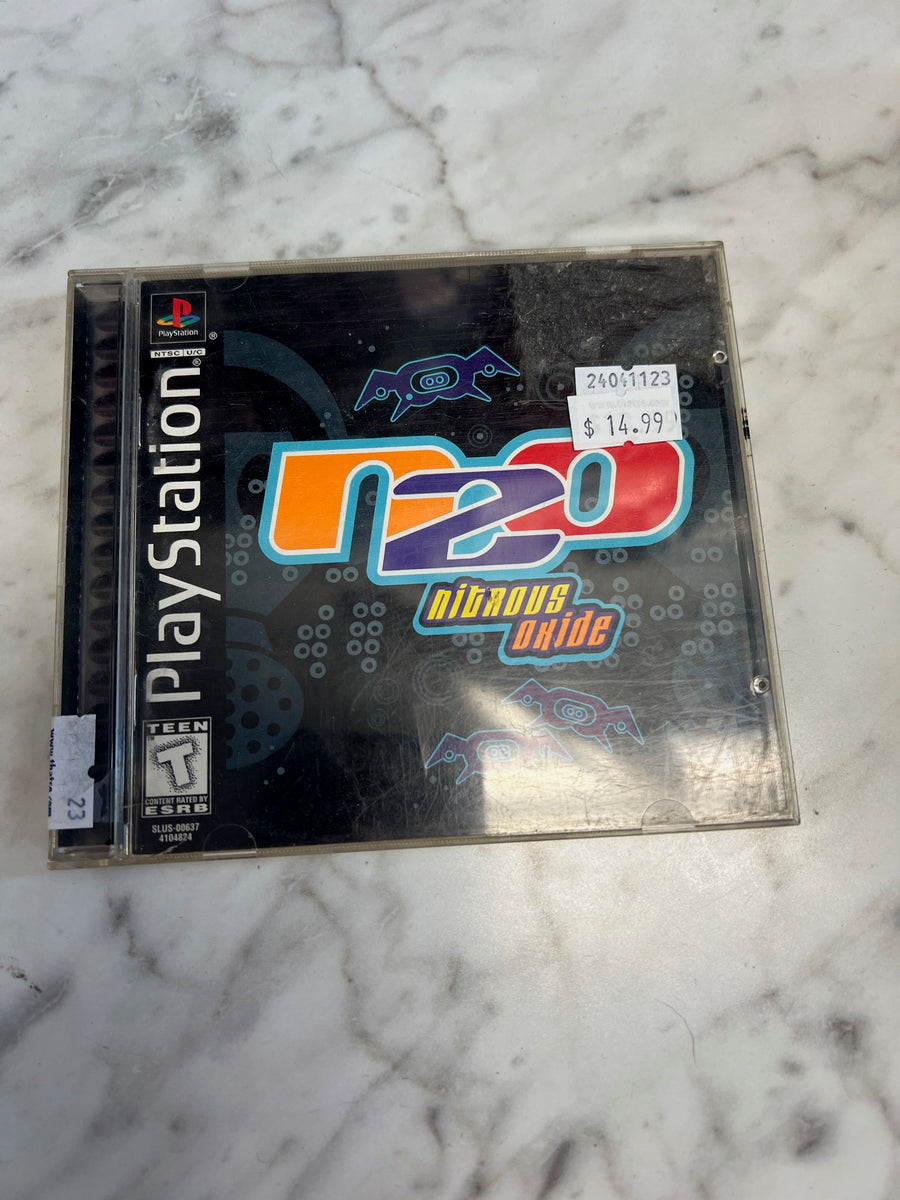 PlayStation
®
NTSC U/C
PlayStation®
24041123
$ 14.99
n2o
nitrous
oxide
TEEN
T
CONTENT RATED BY
ESRB
SLUS-00637
4104824
23